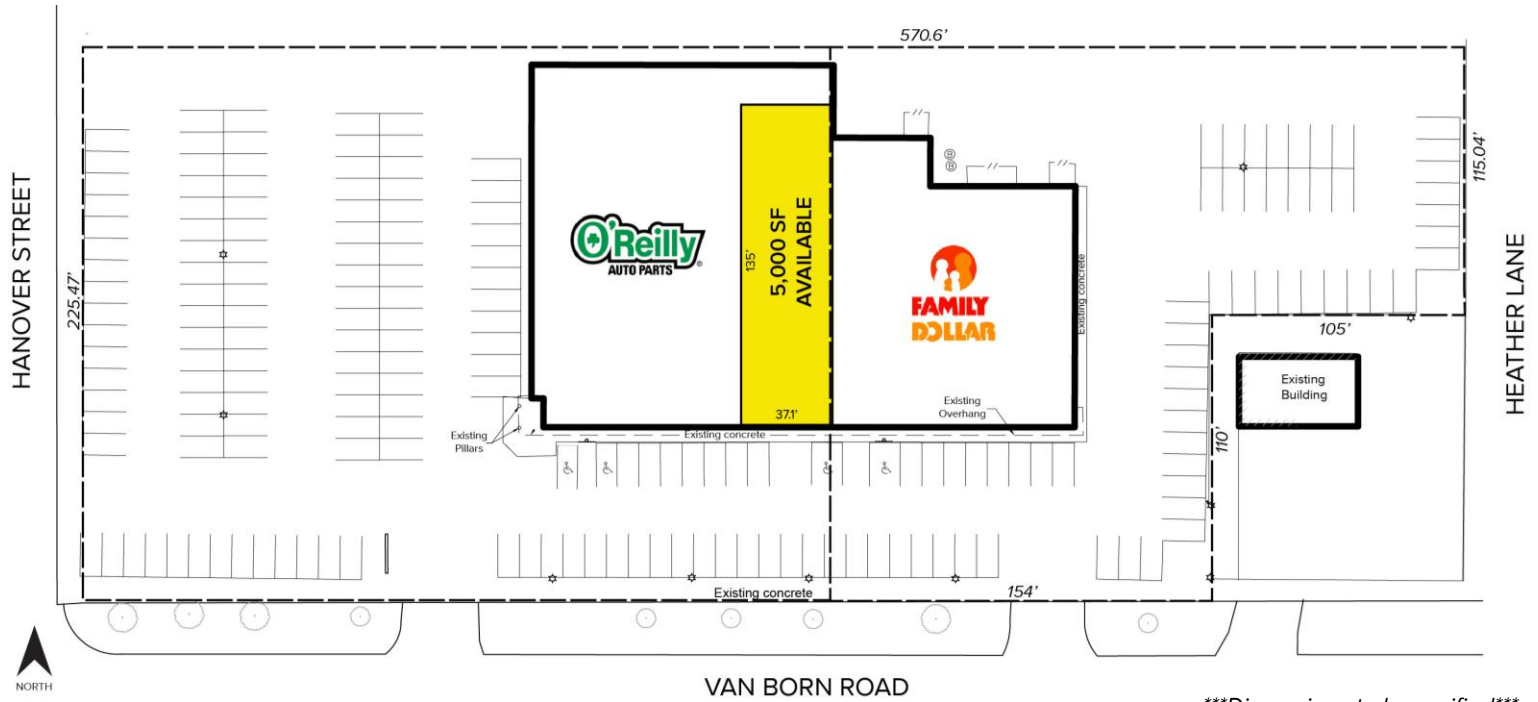 570.6'
HANOVER STREET
225.47'
O'Reilly®
AUTO PARTS
135'
5,000 SF
AVAILABLE
37.1'
FAMILY
DOLLAR
B
B
Existing concrete
115.04'
HEATHER LANE
105'
Existing
Building
110'
Existing
Overhang
Existing
Pillars
Existing concrete
Existing concrete
154'
NORTH
VAN BORN ROAD